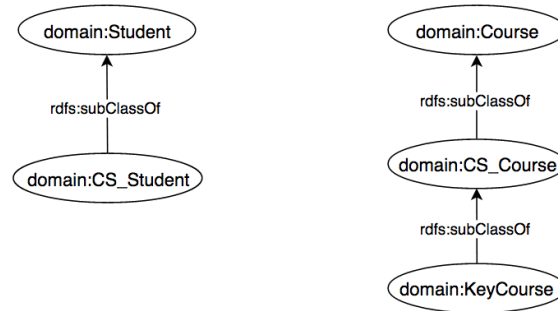 domain:Student
domain:Course
rdfs:subClassOf
rdfs:subClassOf
domain:CS_Student
domain:CS_Course
rdfs:subClassOf
domain:KeyCourse